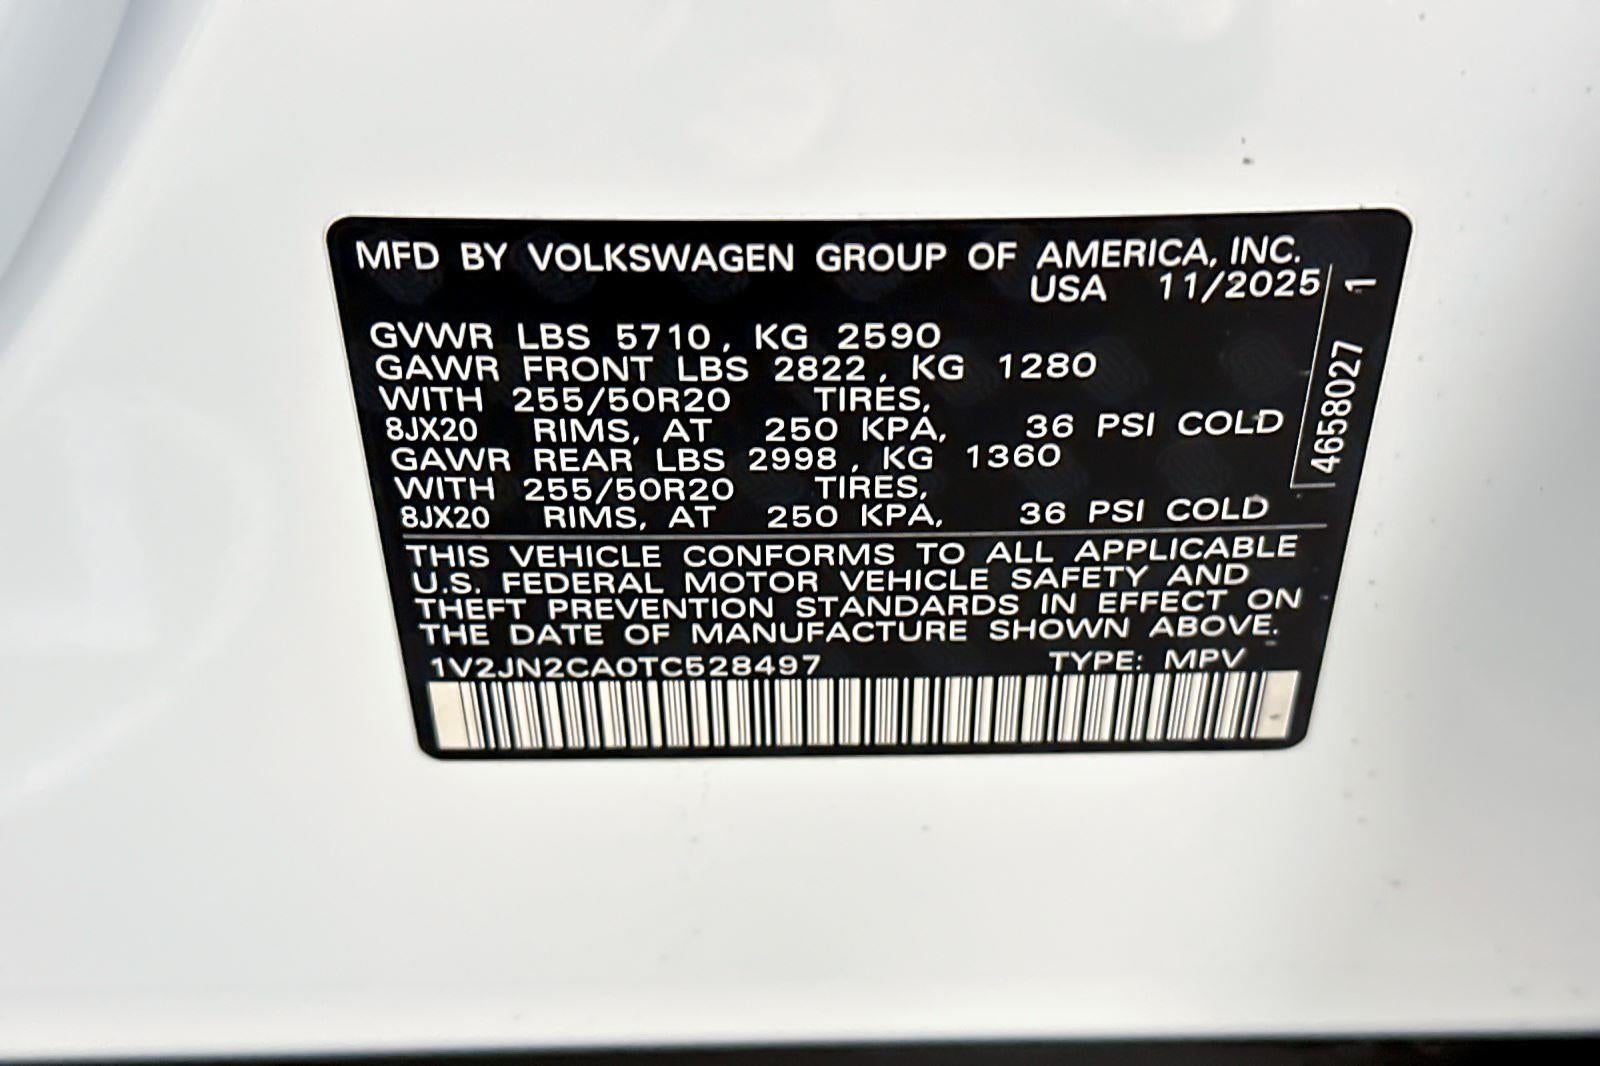 MFD BY VOLKSWAGEN GROUP OF AMERICA, INC.
USA 11/2025
GVWR LBS 5710, KG 2590
GAWR FRONT LBS 2822, KG 1280
WITH 255/50R20 TIRES,
8JX20 RIMS, AT 250 KPA, 36 PSI COLD
GAWR REAR LBS 2998, KG 1360
WITH 255/50R20 TIRES,
8JX20 RIMS, AT 250 KPA, 36 PSI COLD
THIS VEHICLE CONFORMS TO ALL APPLICABLE
U.S. FEDERAL MOTOR VEHICLE SAFETY AND
THEFT PREVENTION STANDARDS IN EFFECT ON
THE DATE OF MANUFACTURE SHOWN ABOVE.
1V2JN2CA0TC528497 TYPE: MPV
4658027 1